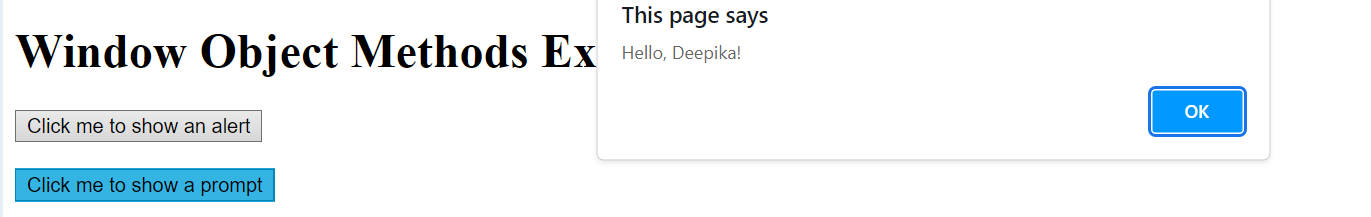 Window Object Methods Ex
Click me to show an alert
Click me to show a prompt
This page says
Hello, Deepika!
OK